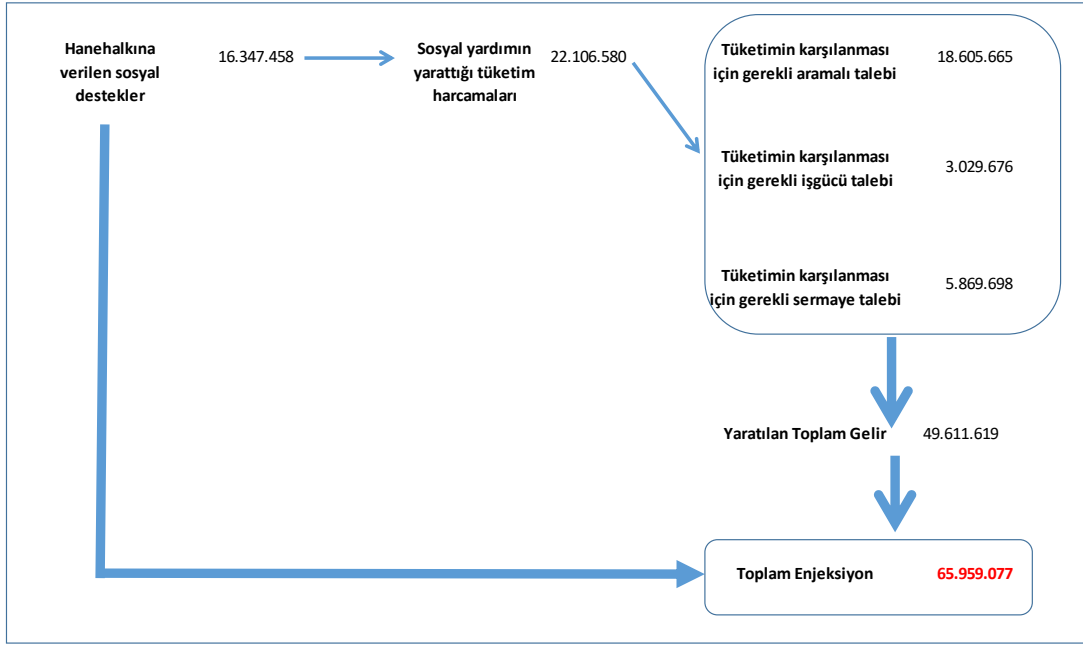 Hanehalkına
verilen sosyal
destekler
16.347.458
Sosyal yardımın
yarattığı tüketim
harcamaları
22.106.580
Tüketimin karşılanması
için gerekli aramalı talebi
18.605.665
Tüketimin karşılanması
için gerekli işgücü talebi
3.029.676
Tüketimin karşılanması
için gerekli sermaye talebi
5.869.698
Yaratılan Toplam Gelir
49.611.619
Toplam Enjeksiyon
65.959.077